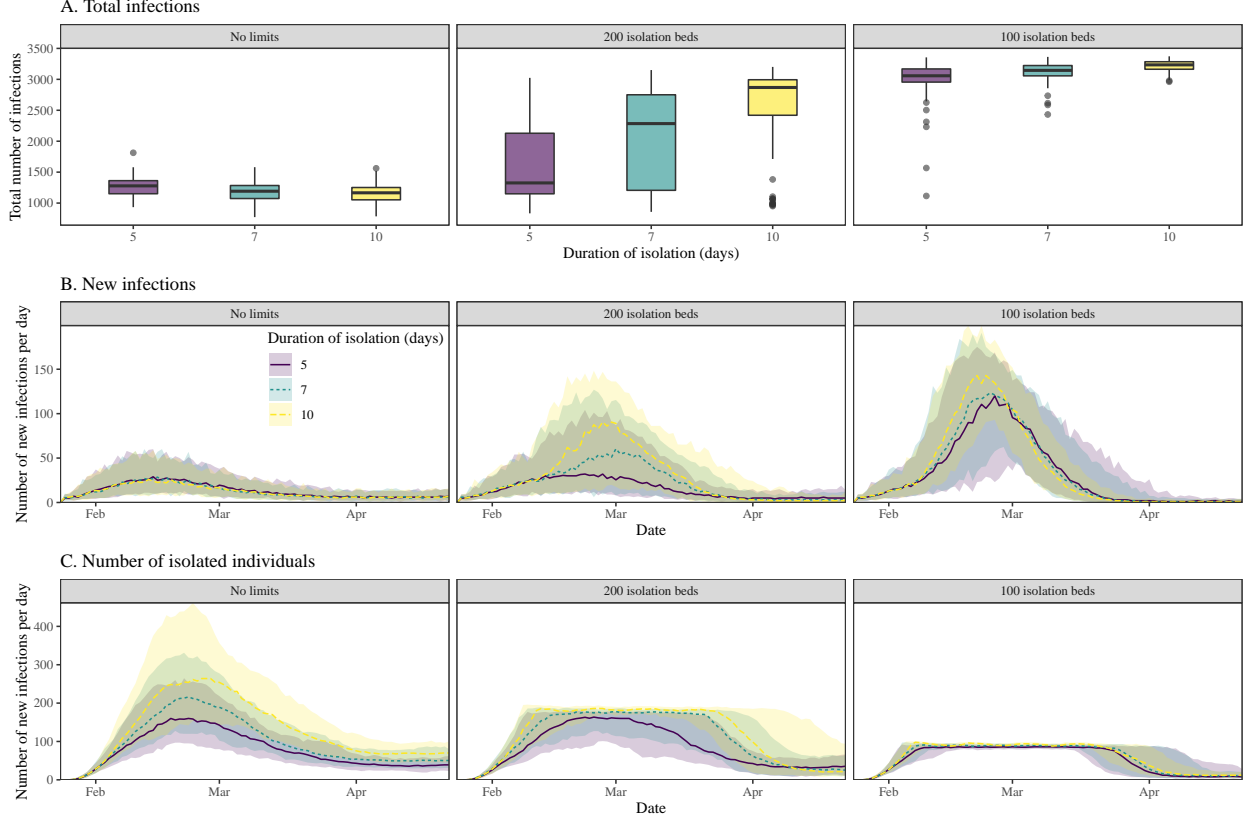 A. Total infections
No limits
200 isolation beds
100 isolation beds
Total number of infections
3500
3000
2500
2000
1500
1000
5
7
10
5
7
10
5
7
10
Duration of isolation (days)
B. New infections
No limits
200 isolation beds
100 isolation beds
Number of new infections per day
150
100
50
0
Duration of isolation (days)
5
7
10
Feb
Mar
Apr
Feb
Mar
Apr
Feb
Mar
Apr
Date
C. Number of isolated individuals
No limits
200 isolation beds
100 isolation beds
Number of new infections per day
400
300
200
100
0
Feb
Mar
Apr
Feb
Mar
Apr
Feb
Mar
Apr
Date